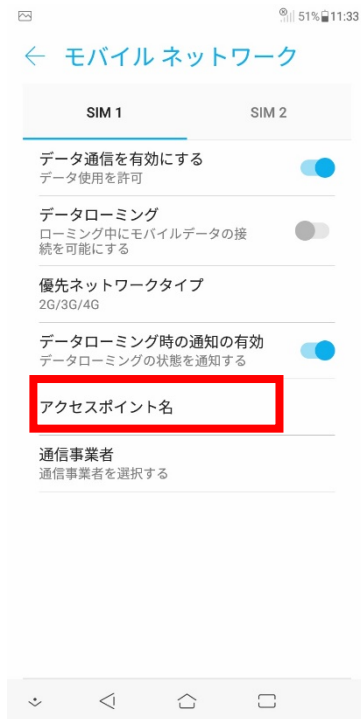 51% 11:33
モバイル ネットワーク
SIM 1 SIM 2
データ通信を有効にする
データ使用を許可
データローミング
ローミング中にモバイルデータの接
続を可能にする
優先ネットワークタイプ
2G/3G/4G
データローミング時の通知の有効
データローミングの状態を通知する
アクセスポイント名
通信事業者
通信事業者を選択する